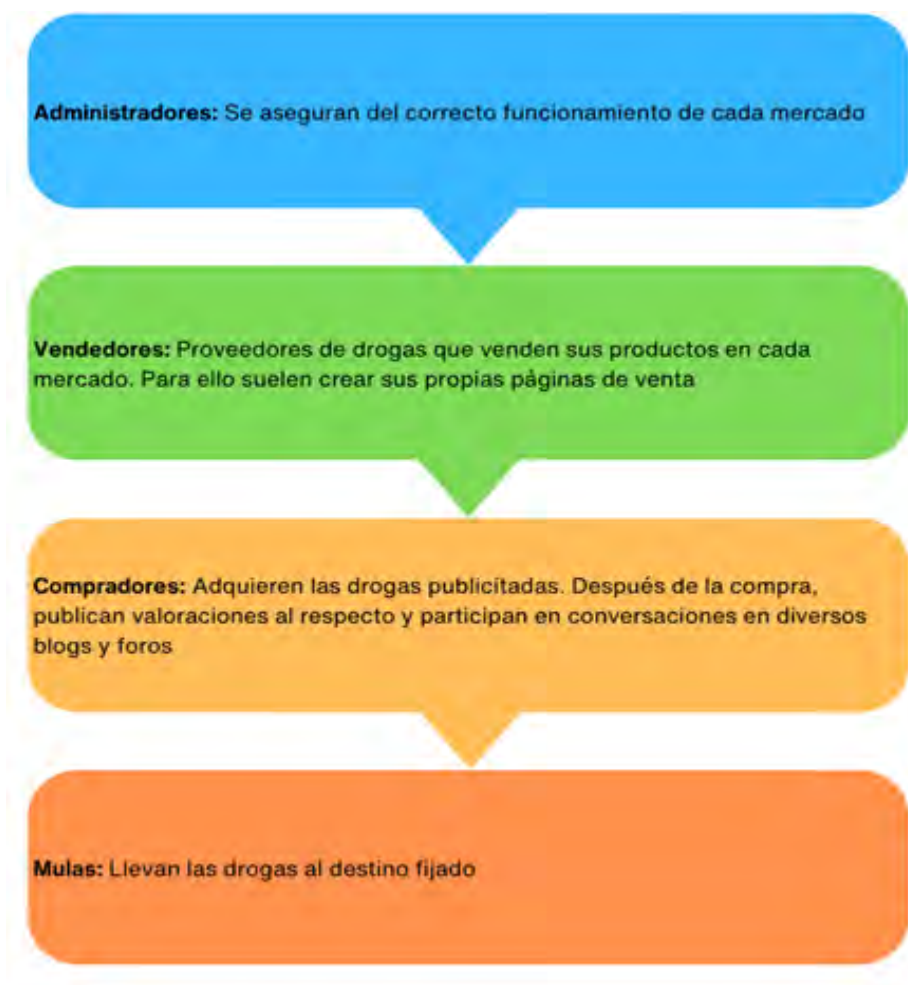 Administradores: Se aseguran del correcto funcionamiento de cada mercado
Vendedores: Proveedores de drogas que venden sus productos en cada
mercado. Para ello suelen crear sus propias páginas de venta
Compradores: Adquieren las drogas publicitadas. Después de la compra,
publican valoraciones al respecto y participan en conversaciones en diversos
blogs y foros
Mulas: Llevan las drogas al destino fijado